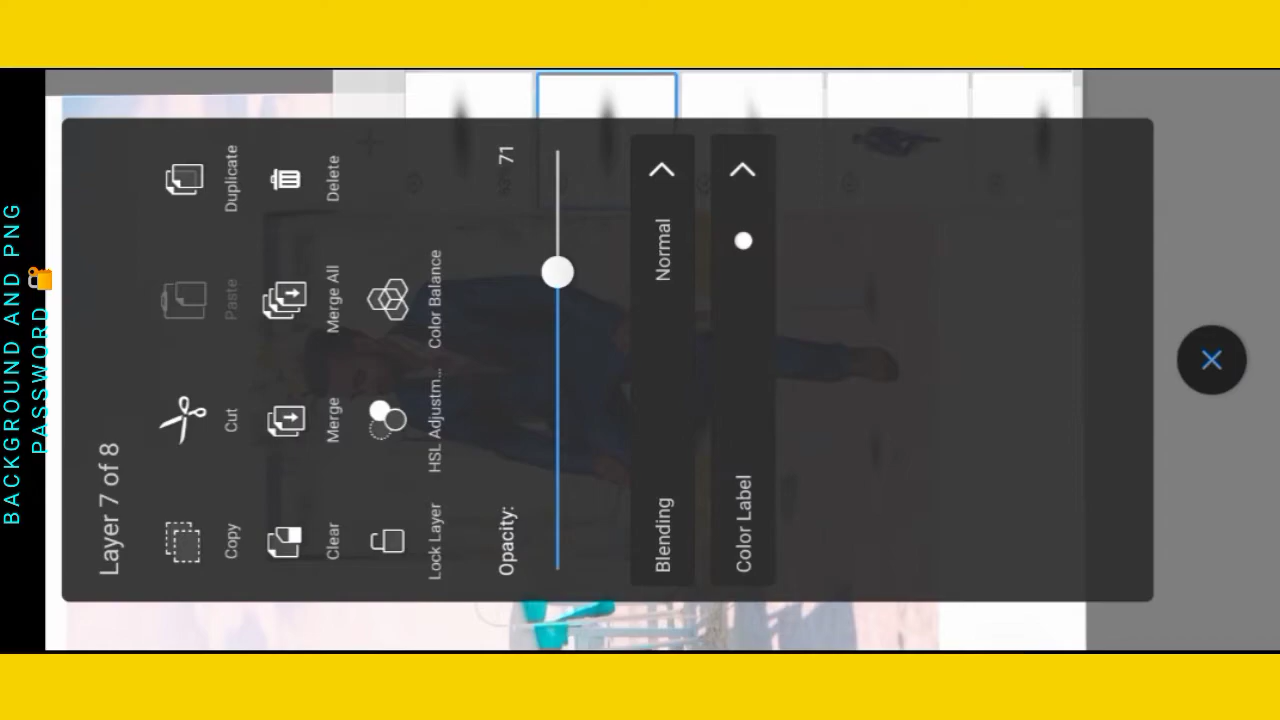 BACKGROUND AND PNG
PASSWORD
Layer 7 of 8
Copy
Cut
Paste
Duplicate
Clear
Merge
Merge All
Delete
Lock Layer
HSL Adjustm...
Color Balance
Opacity:
71
Blending
Normal
Color Label